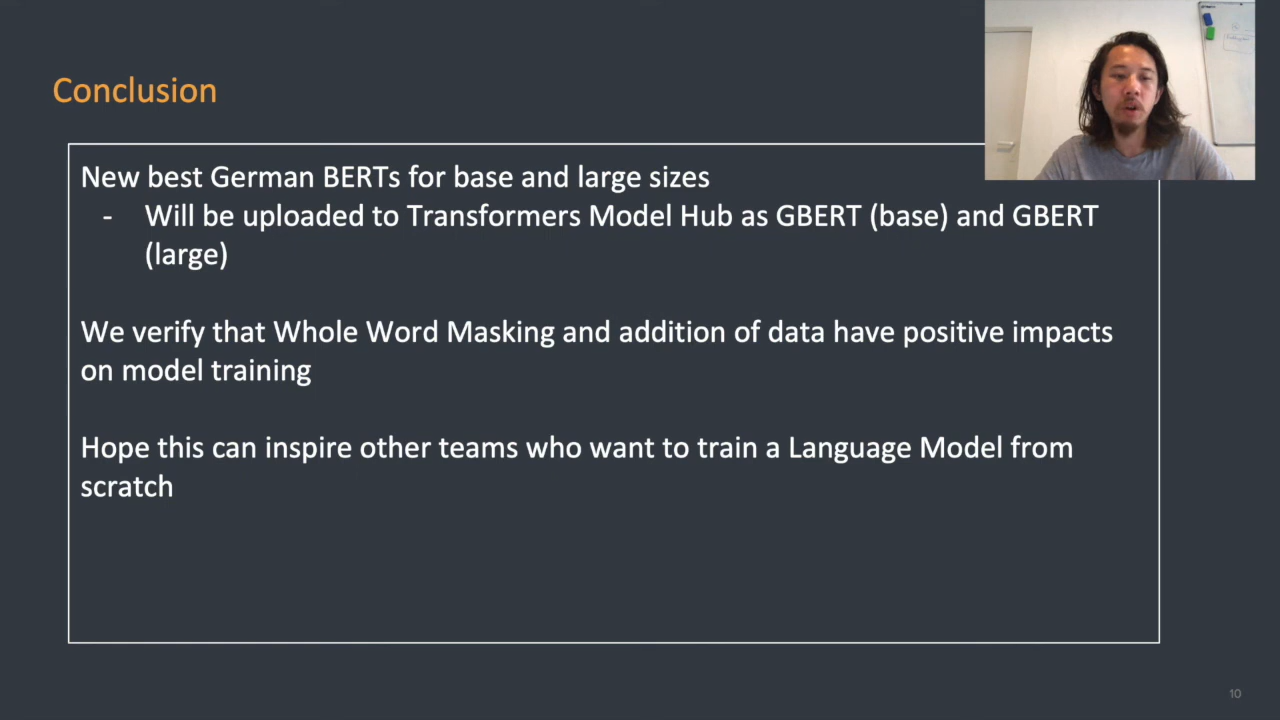 Conclusion
New best German BERTs for base and large sizes
- Will be uploaded to Transformers Model Hub as GBERT (base) and GBERT
(large)
We verify that Whole Word Masking and addition of data have positive impacts
on model training
Hope this can inspire other teams who want to train a Language Model from
scratch
10